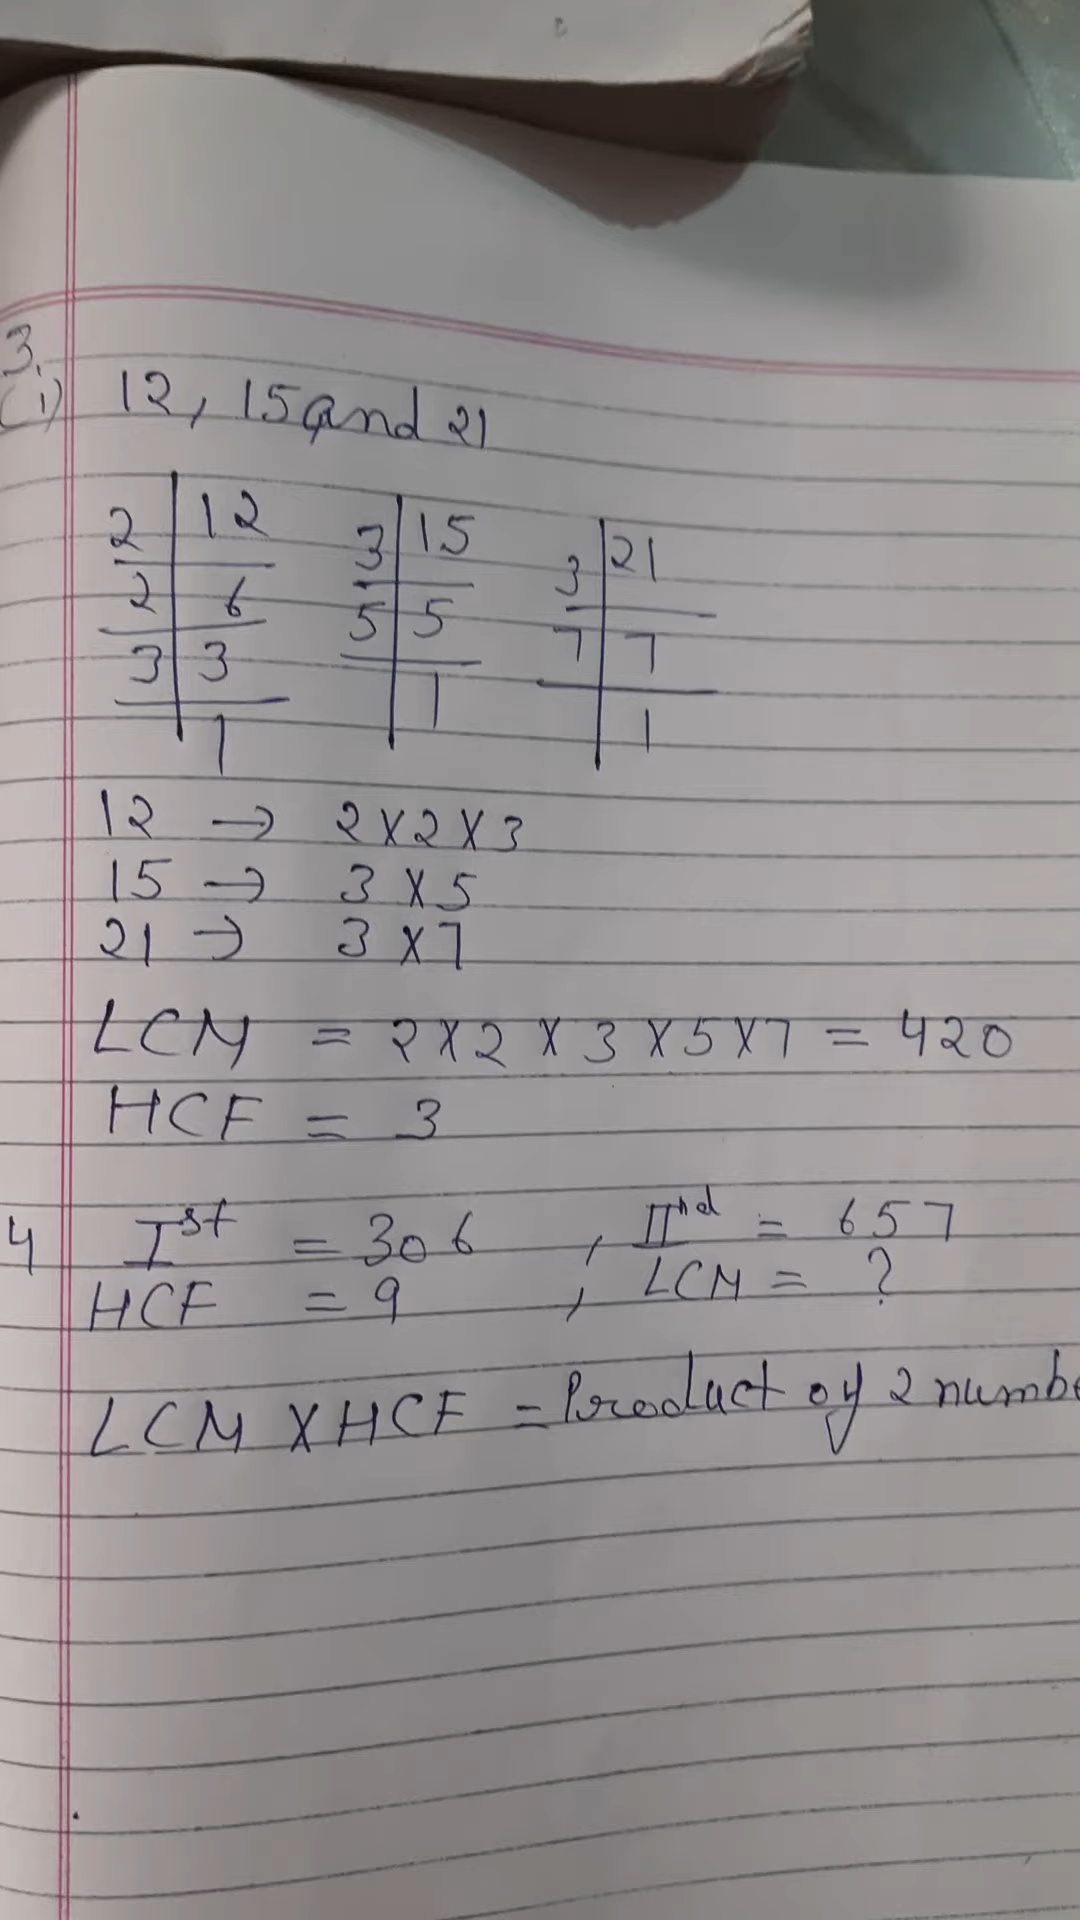 3.
(i) 12, 15 and 21
2 | 12   3 | 15   3 | 21
2 | 6   5 | 5   7 | 7
3 | 3   | 1   | 1
| 1
12 → 2 x 2 x 3
15 → 3 x 5
21 → 3 x 7
LCM = 2 x 2 x 3 x 5 x 7 = 420
HCF = 3
4 Ist = 306 , IInd = 657
HCF = 9 , LCM = ?
LCM x HCF = Product of 2 numbe